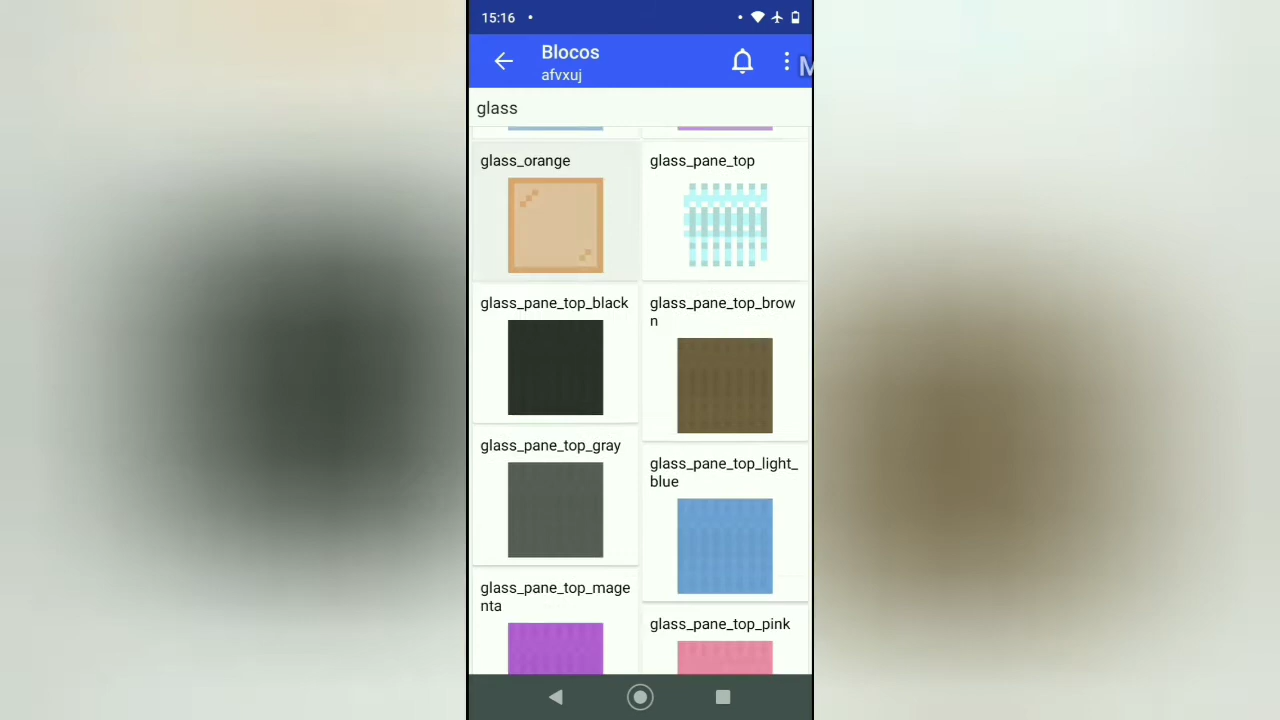 15:16
Blocos
afvxuj
M
glass
glass_orange
glass_pane_top
glass_pane_top_black
glass_pane_top_brow
n
glass_pane_top_gray
glass_pane_top_light_
blue
glass_pane_top_mage
nta
glass_pane_top_pink